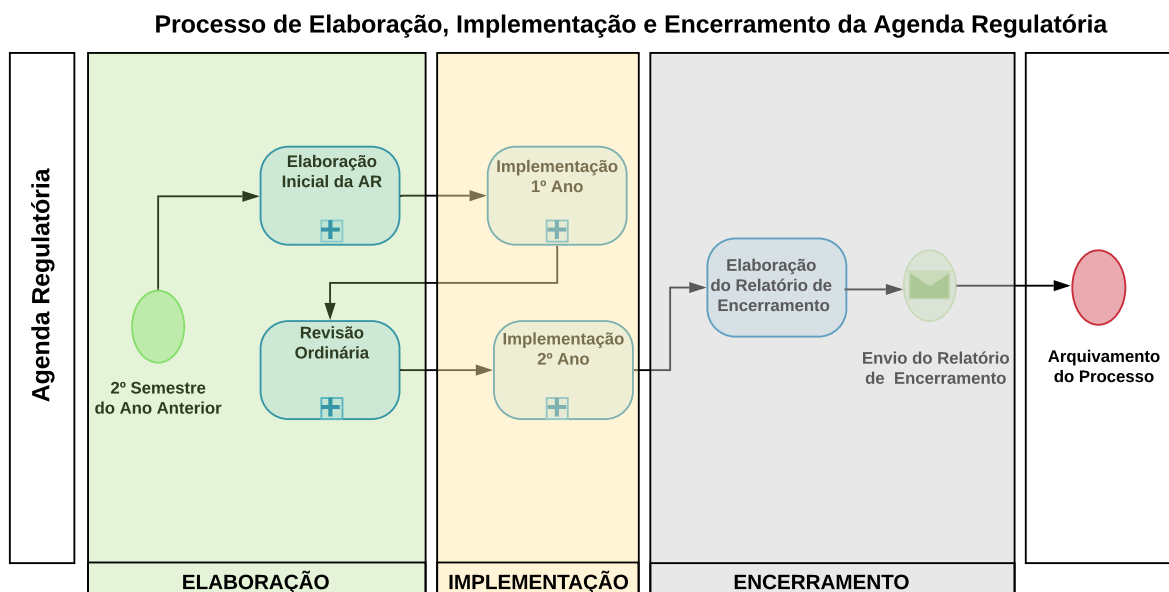 Processo de Elaboração, Implementação e Encerramento da Agenda Regulatória
Agenda Regulatória
2º Semestre
do Ano Anterior
Elaboração
Inicial da AR
Revisão
Ordinária
Implementação
1º Ano
Implementação
2º Ano
Elaboração
do Relatório de
Encerramento
Envio do Relatório
de Encerramento
Arquivamento
do Processo
ELABORAÇÃO
IMPLEMENTAÇÃO
ENCERRAMENTO